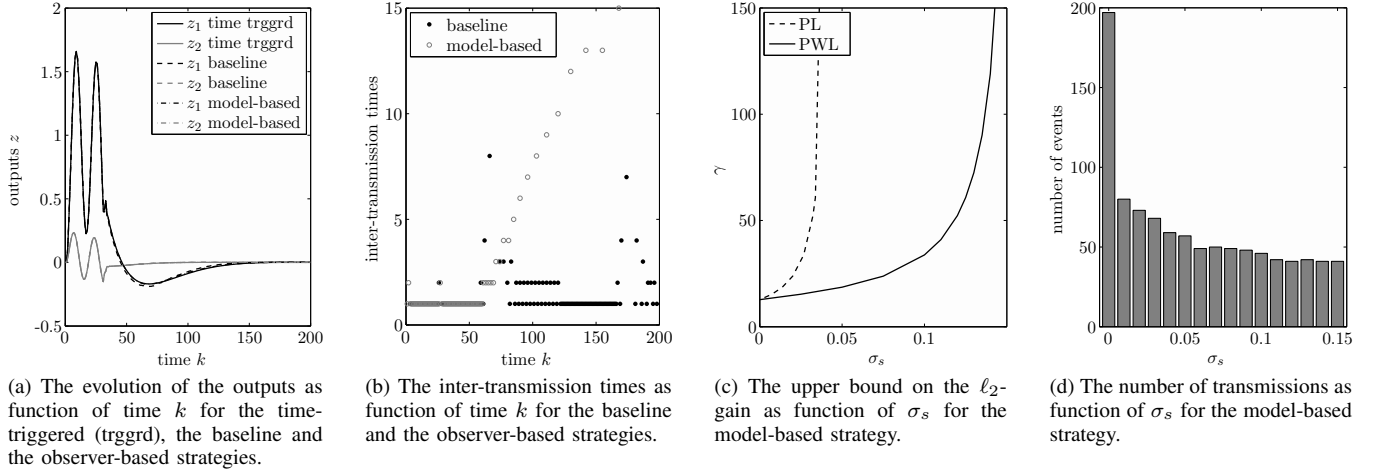 z1 time trggrd
z2 time trggrd
z1 baseline
z2 baseline
z1 model-based
z2 model-based
outputs z
2
1.5
1
0.5
0
-0.5
0 50 100 150 200
time k
(a) The evolution of the outputs as
function of time k for the time-
triggered (trggrd), the baseline and
the observer-based strategies.
baseline
model-based
inter-transmission times
15
10
5
0
0 50 100 150 200
time k
(b) The inter-transmission times as
function of time k for the baseline
and the observer-based strategies.
PL
PWL
γ
150
100
50
0
0 0.05 0.1
σs
(c) The upper bound on the ℓ2-
gain as function of σs for the
model-based strategy.
number of events
200
150
100
50
0
0 0.05 0.1 0.15
σs
(d) The number of transmissions as
function of σs for the model-based
strategy.